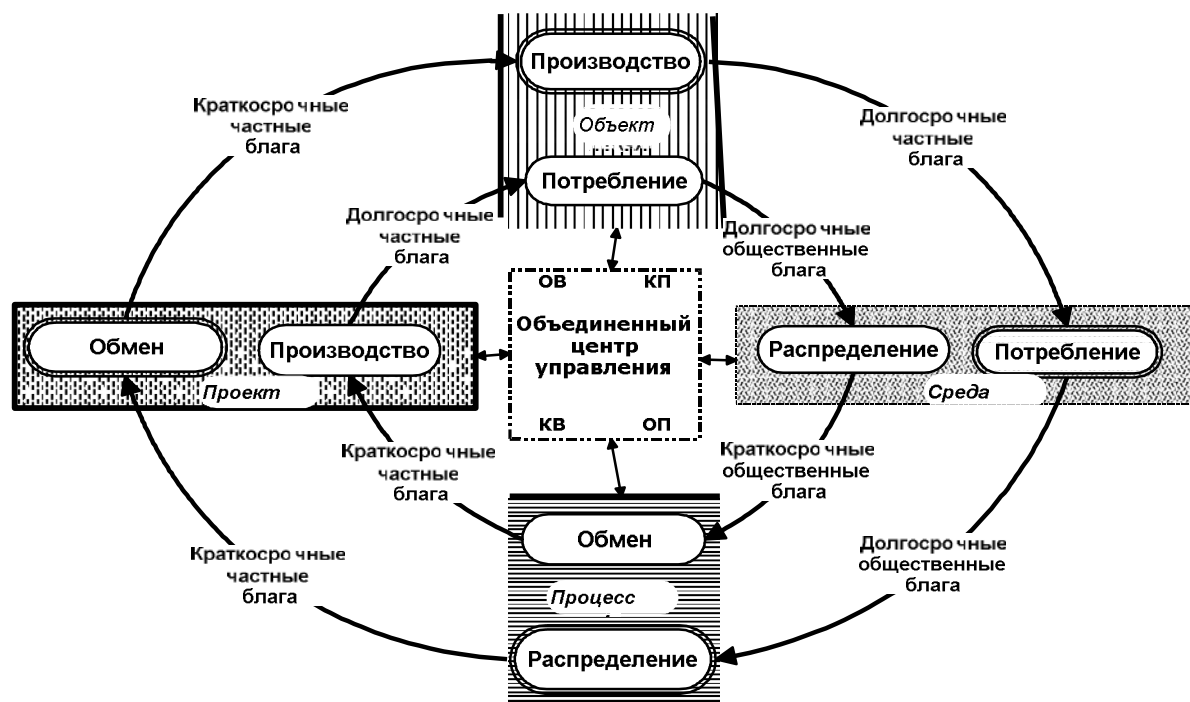 Производство
Краткосрочные
частные
блага
Долгосрочные
частные
блага
Объект
Потребление
Долгосрочные
частные
блага
Долгосрочные
общественные
блага
ОВ КП
Объединенный
центр
управления
КВ ОП
Обмен
Производство
Проект
Распределение
Потребление
Среда
Краткосрочные
частные
блага
Краткосрочные
общественные
блага
Обмен
Краткосрочные
частные
блага
Долгосрочные
общественные
блага
Процесс
Распределение